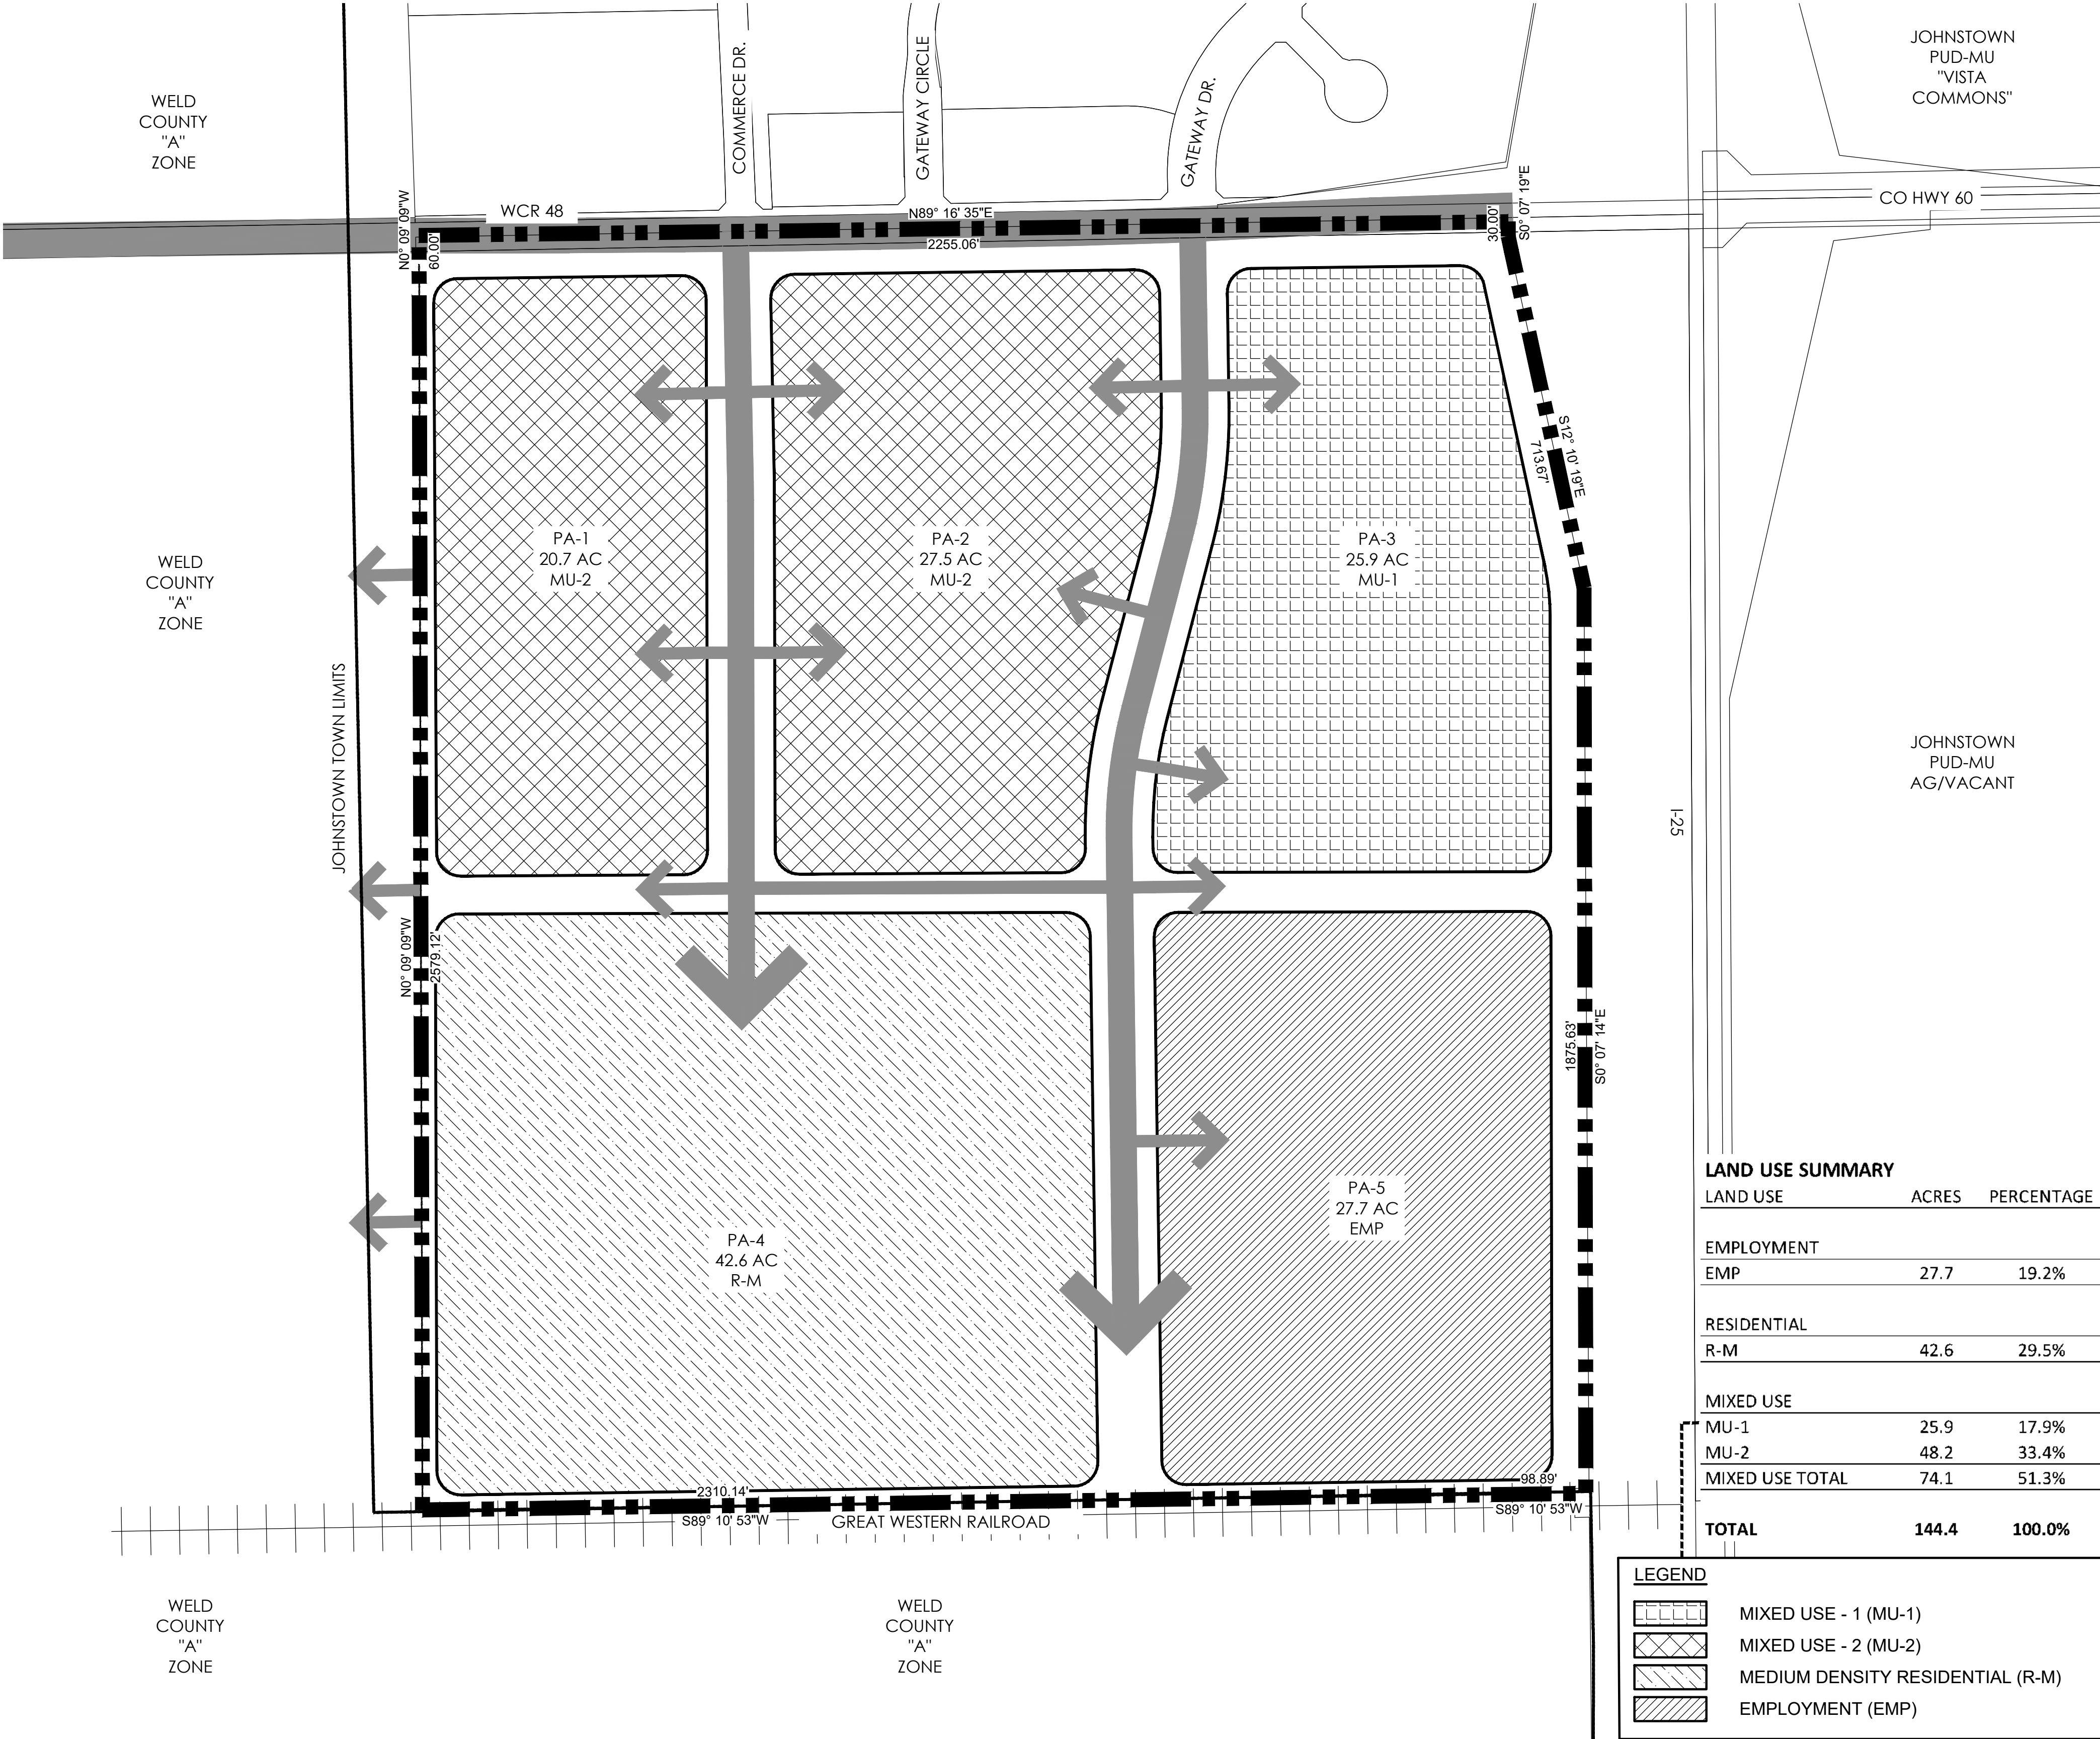 JOHNSTOWN
PUD-MU
"VISTA
COMMONS"
WELD
COUNTY
"A"
ZONE
COMMERCE DR.
GATEWAY CIRCLE
GATEWAY DR.
CO HWY 60
WCR 48
N89° 16' 35"E
2255.06'
N0° 09' 09"W
60.00'
30.00'
S0° 07' 19"E
S12° 10' 19"E
713.67'
PA-1
20.7 AC
MU-2
PA-2
27.5 AC
MU-2
PA-3
25.9 AC
MU-1
WELD
COUNTY
"A"
ZONE
JOHNSTOWN TOWN LIMITS
JOHNSTOWN
PUD-MU
AG/VACANT
I-25
N0° 09' 09"W
2579.12'
1875.63'
S0° 07' 14"E
PA-4
42.6 AC
R-M
PA-5
27.7 AC
EMP
2310.14'
S89° 10' 53"W
GREAT WESTERN RAILROAD
98.89'
S89° 10' 53"W
WELD
COUNTY
"A"
ZONE
WELD
COUNTY
"A"
ZONE
LAND USE SUMMARY
LAND USE ACRES PERCENTAGE
EMPLOYMENT
EMP 27.7 19.2%
RESIDENTIAL
R-M 42.6 29.5%
MIXED USE
MU-1 25.9 17.9%
MU-2 48.2 33.4%
MIXED USE TOTAL 74.1 51.3%
TOTAL 144.4 100.0%
LEGEND
MIXED USE - 1 (MU-1)
MIXED USE - 2 (MU-2)
MEDIUM DENSITY RESIDENTIAL (R-M)
EMPLOYMENT (EMP)